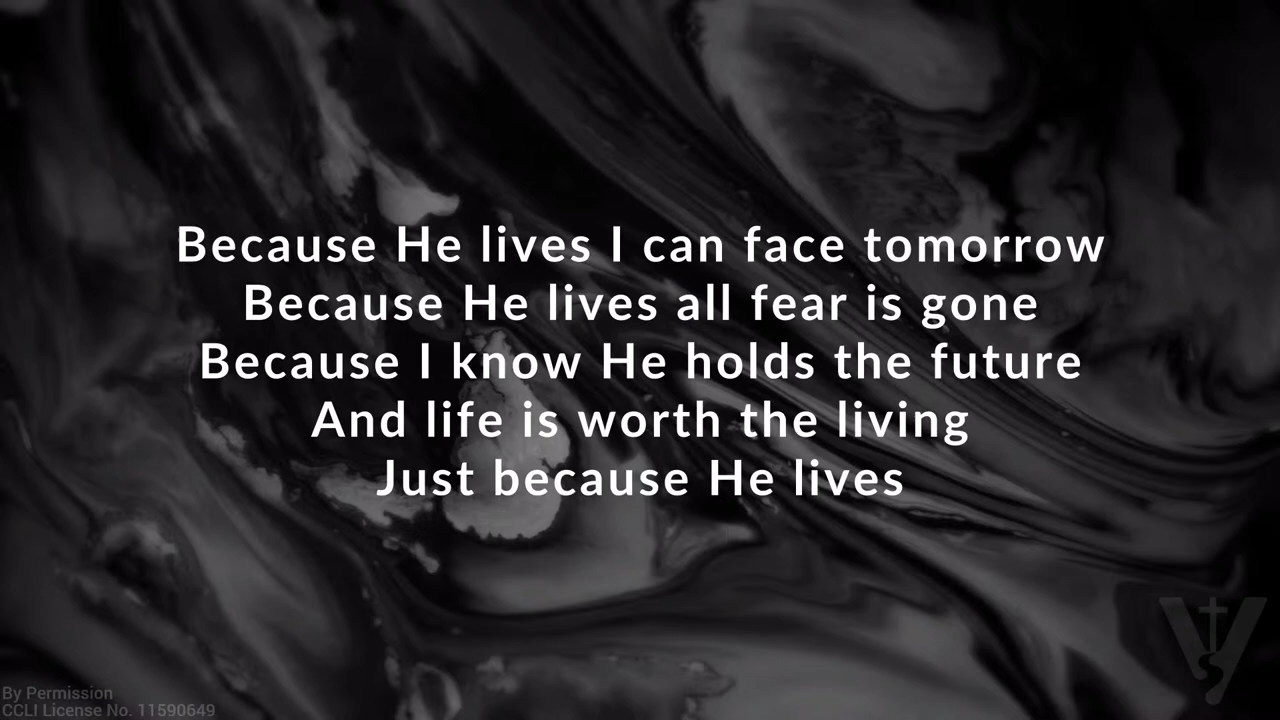 Because He lives I can face tomorrow
Because He lives all fear is gone
Because I know He holds the future
And life is worth the living
Just because He lives
By Permission
CCLI License No. 11590649